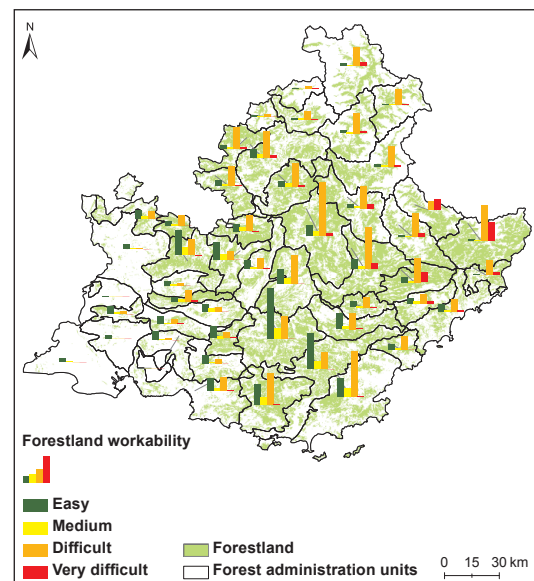 N
Forestland workability
Easy
Medium
Difficult
Very difficult
Forestland
Forest administration units
0 15 30 km